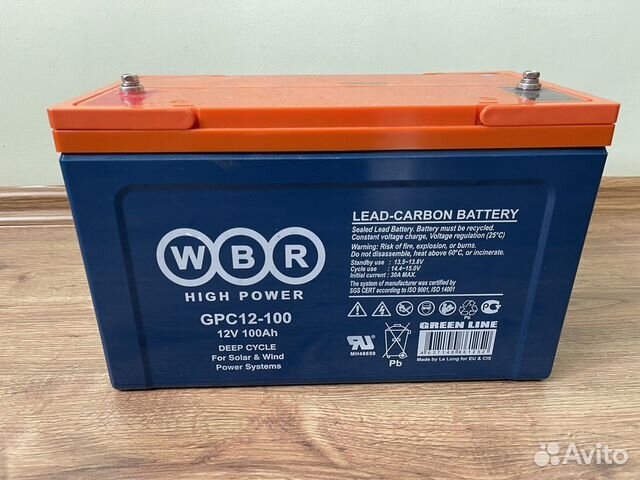 WBR
WBR
HIGH POWER
GPC12-100
12V 100Ah
DEEP CYCLE
For Solar & Wind
Power Systems
LEAD-CARBON BATTERY
Sealed Lead Battery. Battery must be recycled.
Constant voltage charge, Voltage regulation (25°C)
Warning: Risk of fire, explosion, or burns.
Do not disassemble, heat above 60°C, or incinerate.
Standby use : 13.5~13.8V
Cycle use : 14.4~15.0V
Initial current : 30A MAX.
The system of manufacturer was certified by
SGS CERT according to ISO 9001, ISO 14001
Pb
GREEN LINE
MH48659
Pb
4627140861252
Made by Le Long for EU & CIS
Avito